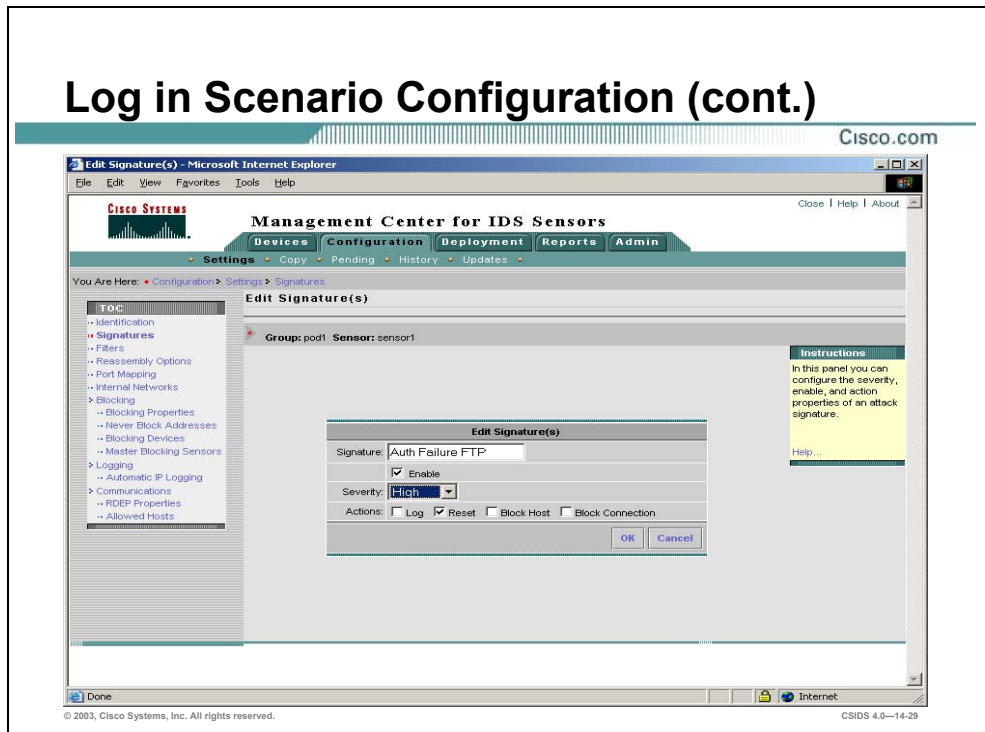 Log in Scenario Configuration (cont.)
Cisco.com
Edit Signature(s) - Microsoft Internet Explorer
File Edit View Favorites Tools Help
Close | Help | About
CISCO SYSTEMS
Management Center for IDS Sensors
Devices Configuration Deployment Reports Admin
Settings Copy Pending History Updates
You Are Here: Configuration > Settings > Signatures
TOC
Identification
Signatures
Filters
Reassembly Options
Port Mapping
Internal Networks
Blocking
Blocking Properties
Never Block Addresses
Blocking Devices
Master Blocking Sensors
Logging
Automatic IP Logging
Communications
RDEP Properties
Allowed Hosts
Edit Signature(s)
Group: pod1 Sensor: sensor1
Edit Signature(s)
Signature: Auth Failure FTP
Enable
Severity: High
Actions: Log Reset Block Host Block Connection
OK Cancel
Instructions
In this panel you can
configure the severity,
enable, and action
properties of an attack
signature.
Help...
Done
Internet
© 2003, Cisco Systems, Inc. All rights reserved.
CSIDS 4.0—14-29